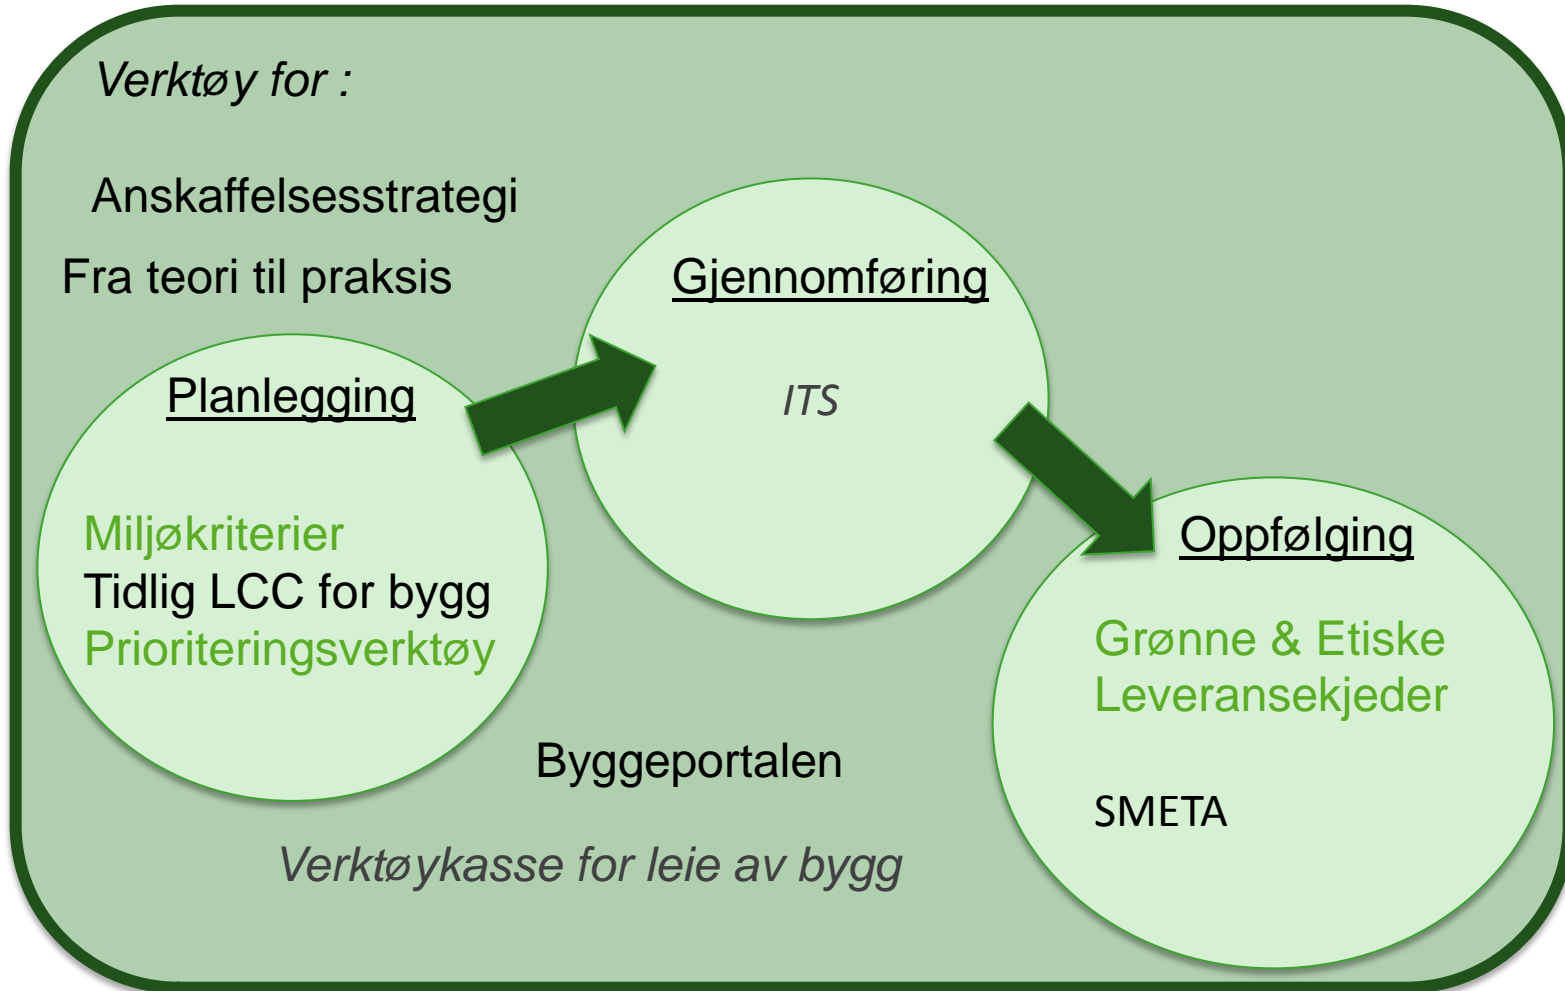 Verktøy for :
Anskaffelsesstrategi
Fra teori til praksis
Planlegging
Miljøkriterier
Tidlig LCC for bygg
Prioriteringsverktøy
Gjennomføring
ITS
Oppfølging
Grønne & Etiske
Leveransekjeder
SMETA
Byggeportalen
Verktøykasse for leie av bygg